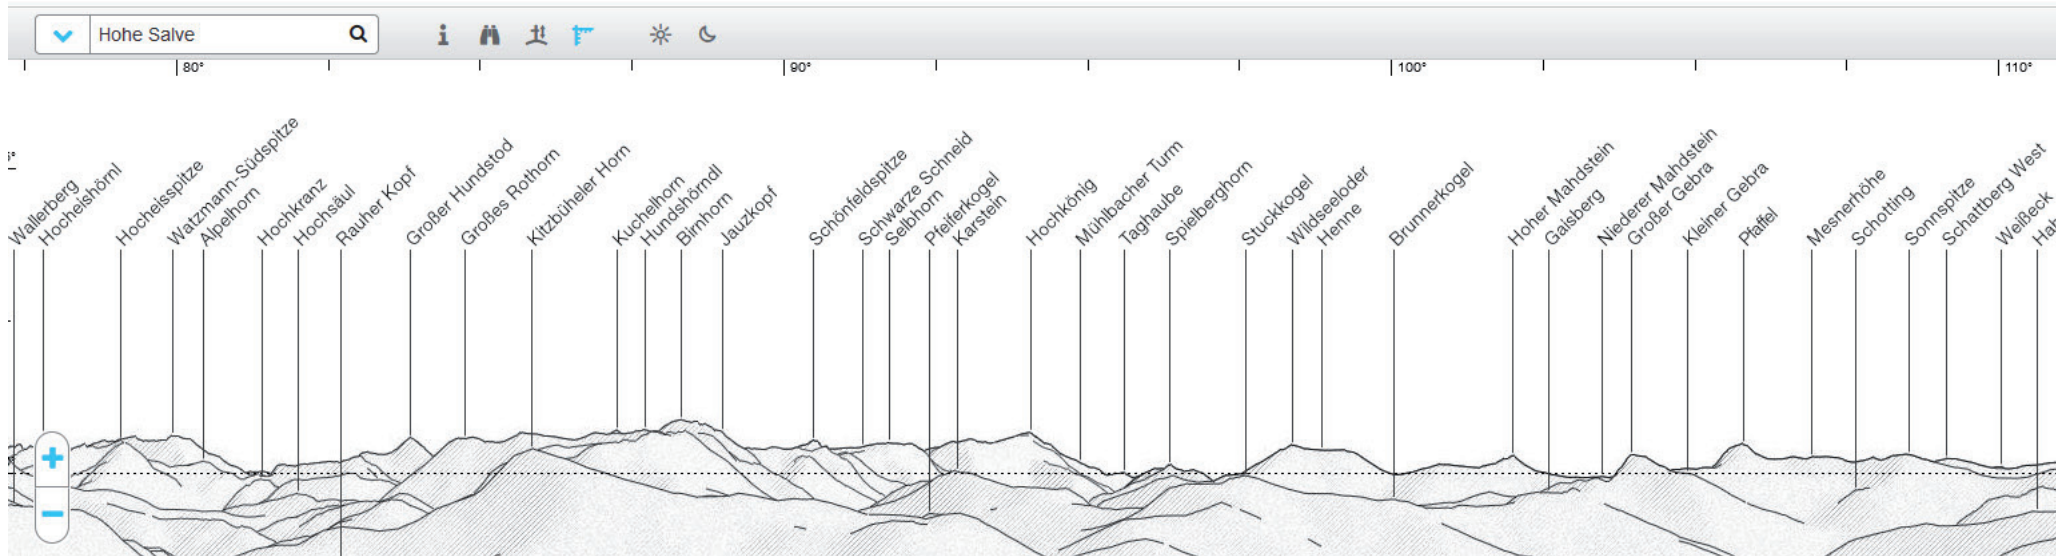 Hohe Salve
80°
90°
100°
110°
5°
Wallerberg
Hocheishörnl
Hocheisspitze
Watzmann-Südspitze
Alpelhorn
Hochkranz
Hochsäul
Rauher Kopf
Großer Hundstod
Großes Rothorn
Kitzbüheler Horn
Kuchelhorn
Hundshörndl
Birnhorn
Jauzkopf
Schönfeldspitze
Schwarze Schneid
Selbhorn
Pfeiferkogel
Karstein
Hochkönig
Mühlbacher Turm
Taghaube
Spielberghorn
Stuckkogel
Wildseeloder
Henne
Brunnerkogel
Hoher Mahdstein
Gaisberg
Niederer Mahdstein
Großer Gebra
Kleiner Gebra
Pfaffel
Mesnerhöhe
Schotting
Sonnspitze
Schattberg West
Weißeck